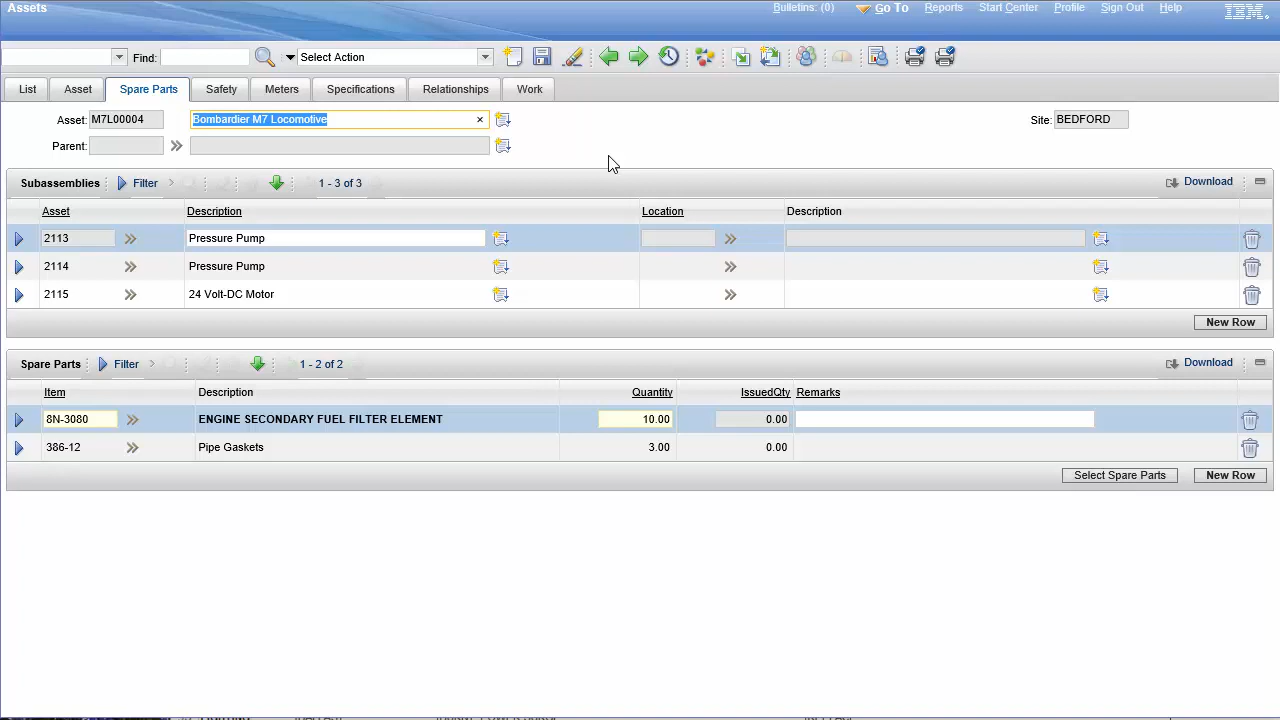 Assets Bulletins: (0) Go To Reports Start Center Profile Sign Out Help IBM.
Find: Select Action
List Asset Spare Parts Safety Meters Specifications Relationships Work
Asset: M7L00004 Bombardier M7 Locomotive × Site: BEDFORD
Parent:
Subassemblies Filter 1 - 3 of 3 Download
Asset Description Location Description
2113 Pressure Pump
2114 Pressure Pump
2115 24 Volt-DC Motor
New Row
Spare Parts Filter 1 - 2 of 2 Download
Item Description Quantity IssuedQty Remarks
8N-3080 ENGINE SECONDARY FUEL FILTER ELEMENT 10.00 0.00
386-12 Pipe Gaskets 3.00 0.00
Select Spare Parts New Row